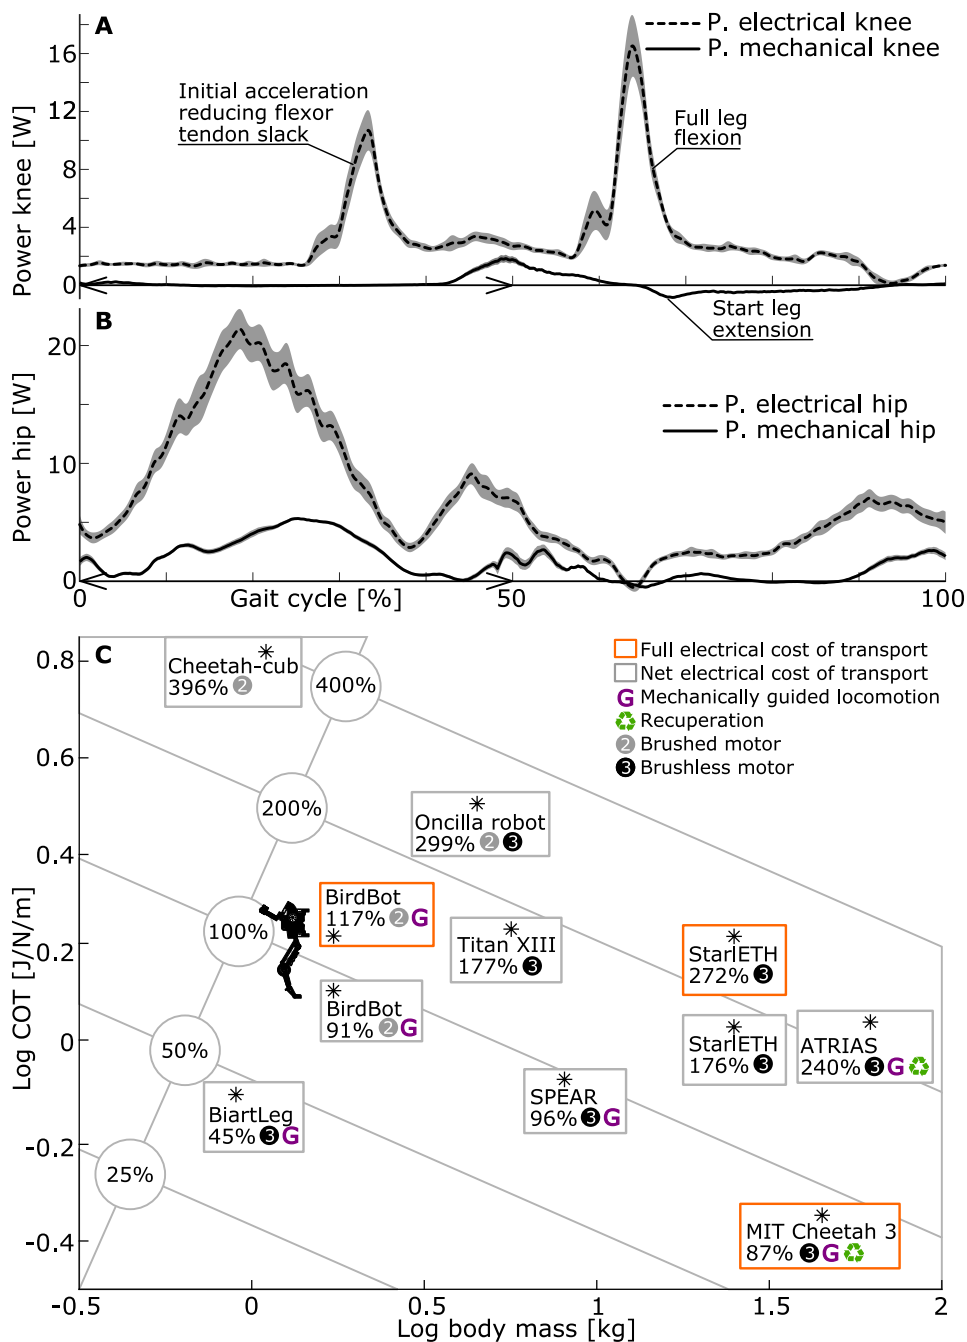 A
P. electrical knee
P. mechanical knee
Initial acceleration
reducing flexor
tendon slack
Full leg
flexion
Start leg
extension
Power knee [W]
16
12
8
4
0
B
P. electrical hip
P. mechanical hip
Power hip [W]
20
10
0
0
Gait cycle [%]
50
100
C
Full electrical cost of transport
Net electrical cost of transport
G Mechanically guided locomotion
Recuperation
2 Brushed motor
3 Brushless motor
Cheetah-cub
396% 2
400%
200%
100%
50%
25%
Oncilla robot
299% 2 3
BirdBot
117% 2 G
Titan XIII
177% 3
StarlETH
272% 3
BirdBot
91% 2 G
StarlETH
176% 3
ATRIAS
240% 3 G
BiartLeg
45% 3 G
SPEAR
96% 3 G
MIT Cheetah 3
87% 3 G
Log COT [J/N/m]
0.8
0.6
0.4
0.2
0
-0.2
-0.4
-0.5
0
0.5
1
1.5
2
Log body mass [kg]